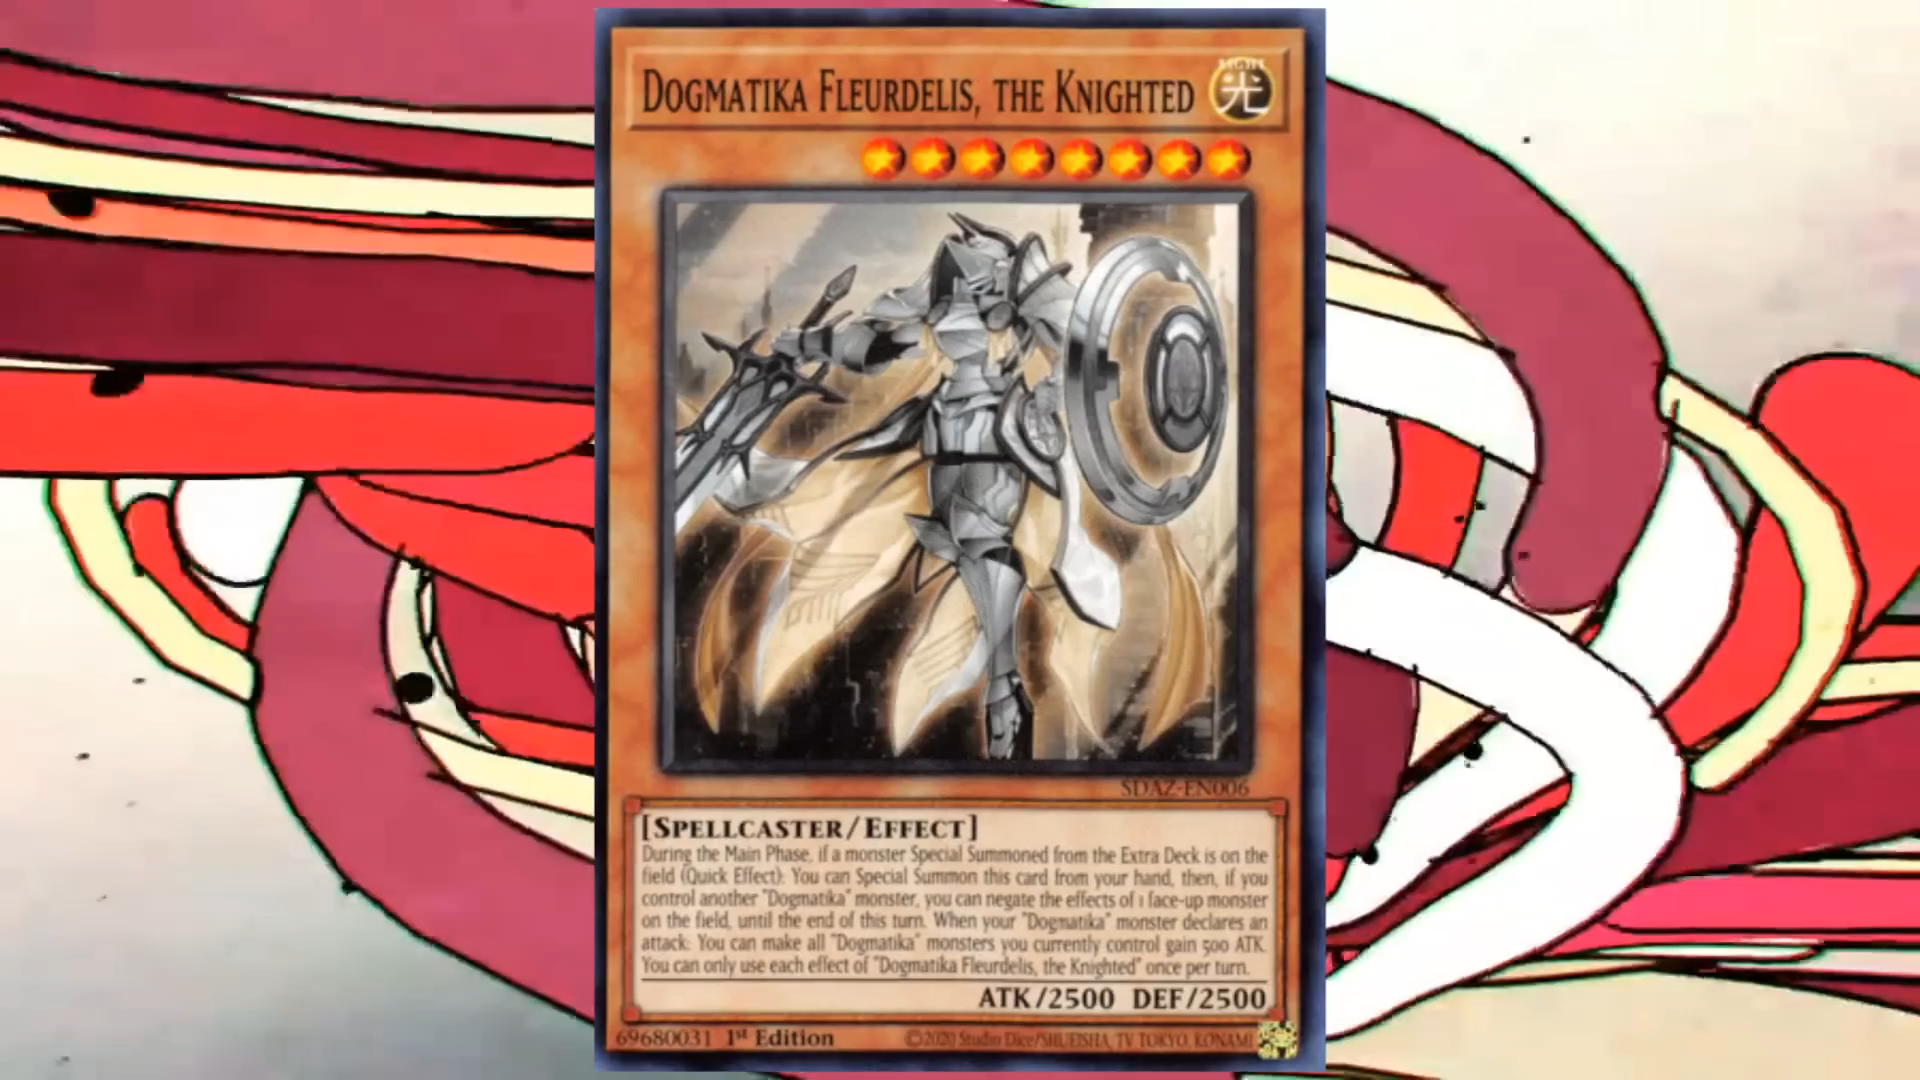 DOGMATIKA FLEURDELIS, THE KNIGHTED
LIGHT
光
SDAZ-EN006
[SPELLCASTER/EFFECT]
During the Main Phase, if a monster Special Summoned from the Extra Deck is on the
field (Quick Effect): You can Special Summon this card from your hand, then, if you
control another "Dogmatika" monster, you can negate the effects of 1 face-up monster
on the field, until the end of this turn. When your "Dogmatika" monster declares an
attack: You can make all "Dogmatika" monsters you currently control gain 500 ATK.
You can only use each effect of "Dogmatika Fleurdelis, the Knighted" once per turn.
ATK/2500 DEF/2500
69680031 1st Edition ©2020 Studio Dice/SHUEISHA, TV TOKYO, KONAMI